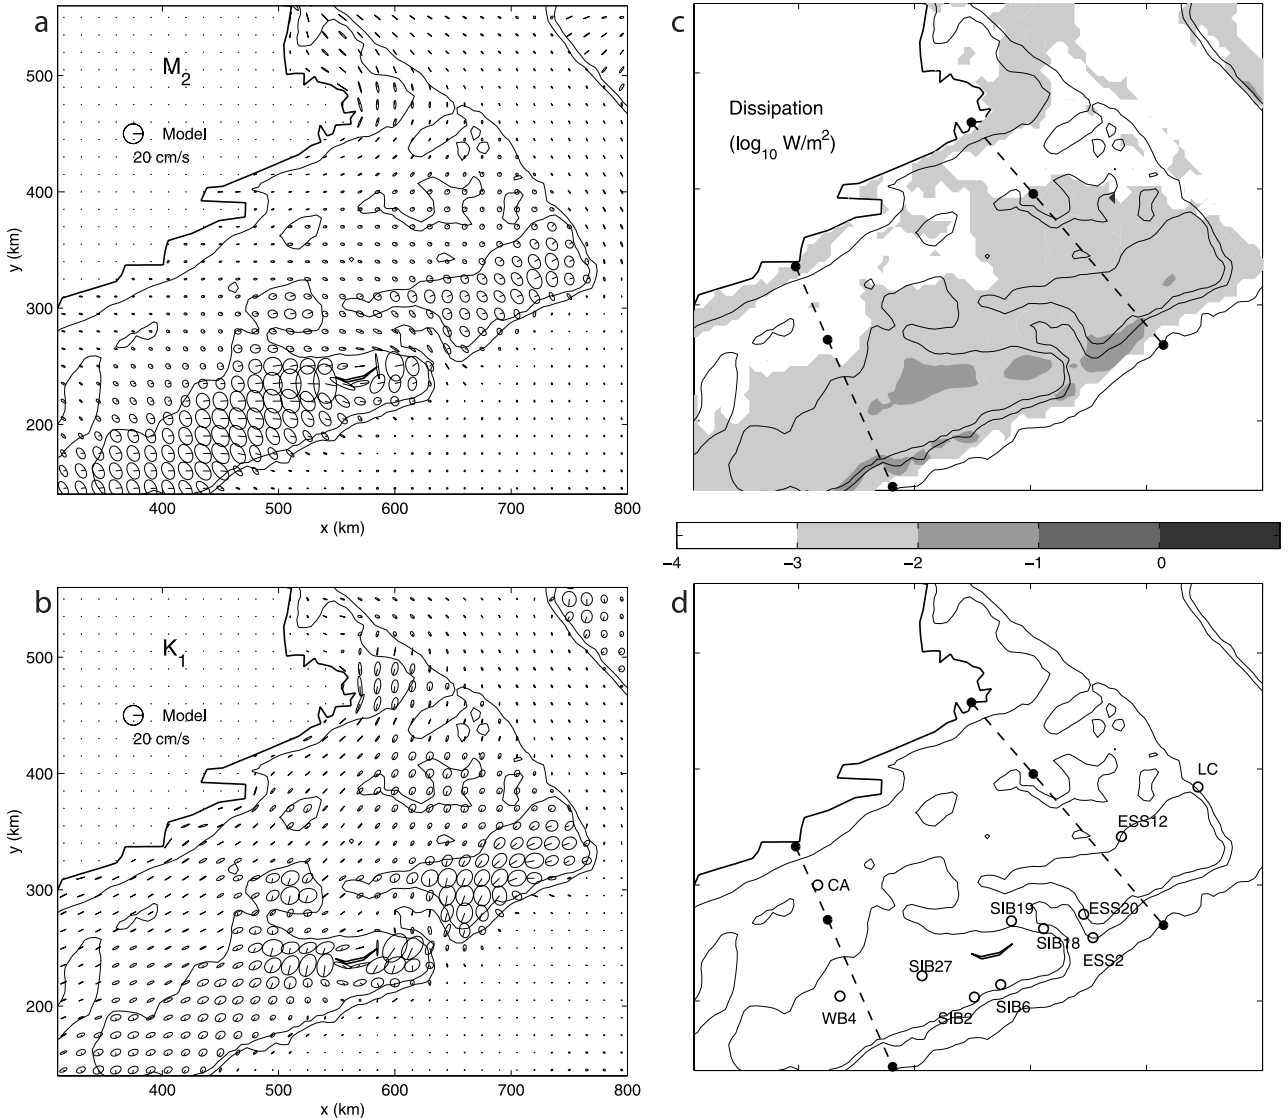 a
M2
Model
20 cm/s
500
400
300
200
y (km)
400
500
600
700
800
x (km)
c
Dissipation
(log10 W/m2)
−4
−3
−2
−1
0
b
K1
Model
20 cm/s
500
400
300
200
y (km)
400
500
600
700
800
x (km)
d
LC
ESS12
CA
SIB19
ESS20
SIB18
ESS2
SIB27
WB4
SIB2
SIB6